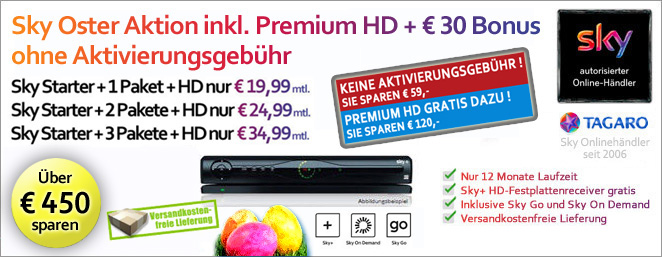 Sky Oster Aktion inkl. Premium HD + € 30 Bonus
ohne Aktivierungsgebühr
Sky Starter + 1 Paket + HD nur € 19,99 mtl.
Sky Starter + 2 Pakete + HD nur € 24,99 mtl.
Sky Starter + 3 Pakete + HD nur € 34,99 mtl.
KEINE AKTIVIERUNGSGEBÜHR !
SIE SPAREN € 59,-
PREMIUM HD GRATIS DAZU !
SIE SPAREN € 120,-
sky
autorisierter
Online-Händler
TAGARO
Sky Onlinehändler
seit 2006
Über
€ 450
sparen
Versandkosten-
freie Lieferung
sky
Abbildungsbeispiel
+
Sky+
Sky On Demand
go
Sky Go
Nur 12 Monate Laufzeit
Sky+ HD-Festplattenreceiver gratis
Inklusive Sky Go und Sky On Demand
Versandkostenfreie Lieferung